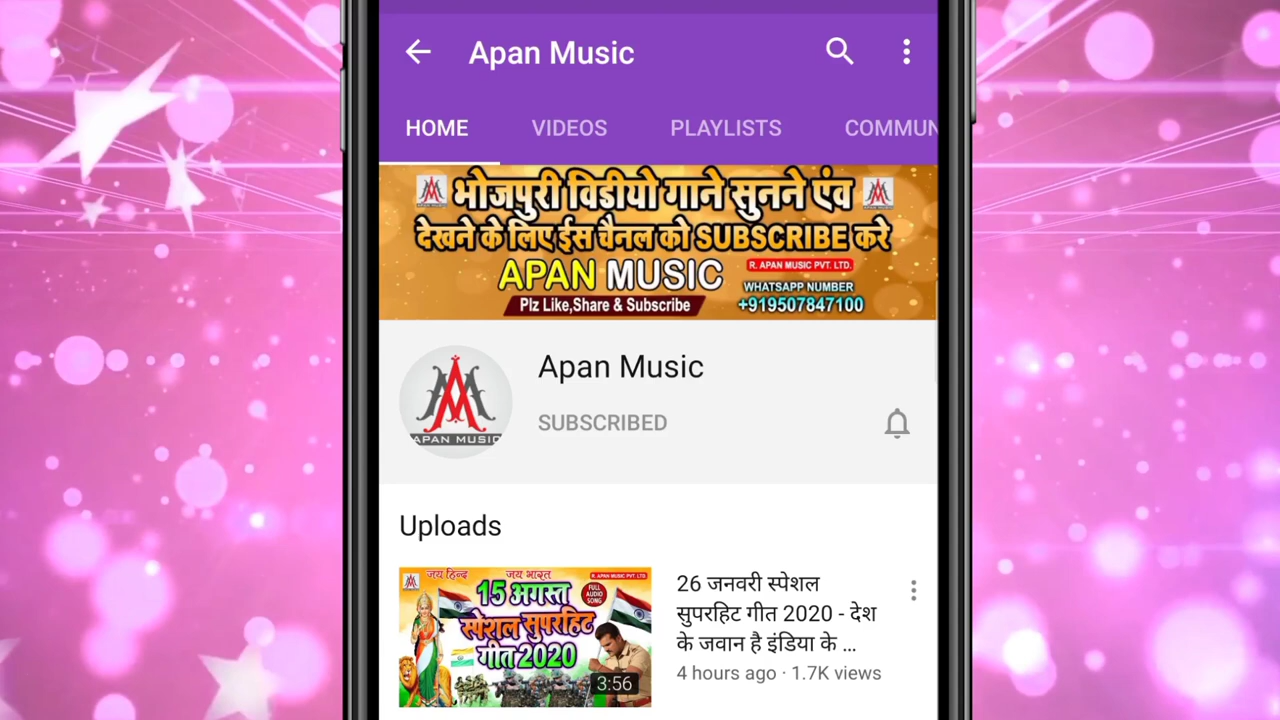 Apan Music
HOME VIDEOS PLAYLISTS COMMUN
भोजपुरी विडीयो गाने सुनने एंव
देखने के लिए ईस चैनल को SUBSCRIBE करे
APAN MUSIC
R. APAN MUSIC PVT. LTD.
WHATSAPP NUMBER
Plz Like,Share & Subscribe
+919507847100
Apan Music
SUBSCRIBED
APAN MUSIC
Uploads
जय हिन्द जय भारत
R. APAN MUSIC PVT. LTD
15 अगस्त
FULL
AUDIO
SONG
स्पेशल सुपरहिट
गीत 2020
3:56
26 जनवरी स्पेशल
सुपरहिट गीत 2020 - देश
के जवान है इंडिया के ...
4 hours ago · 1.7K views